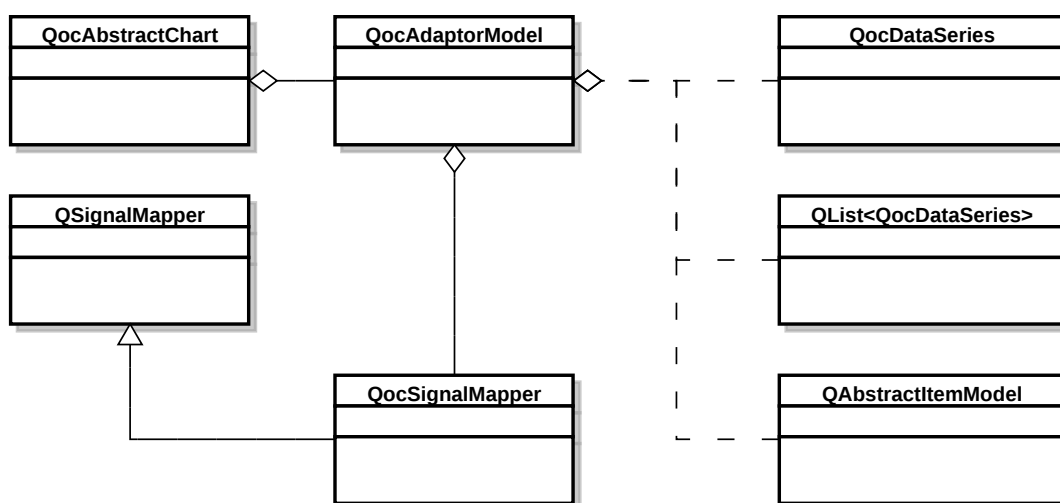 QocAbstractChart
QocAdaptorModel
QocDataSeries
QSignalMapper
QList<QocDataSeries>
QocSignalMapper
QAbstractItemModel